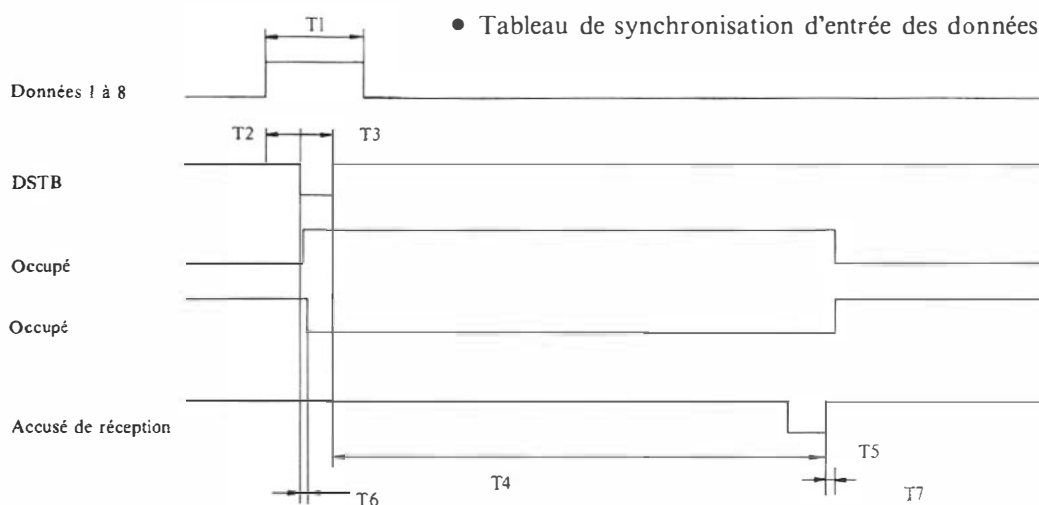 T1
• Tableau de synchronisation d'entrée des données
Données 1 à 8
T2
T3
DSTB
Occupé
Occupé
Accusé de réception
T5
T4
T7
T6